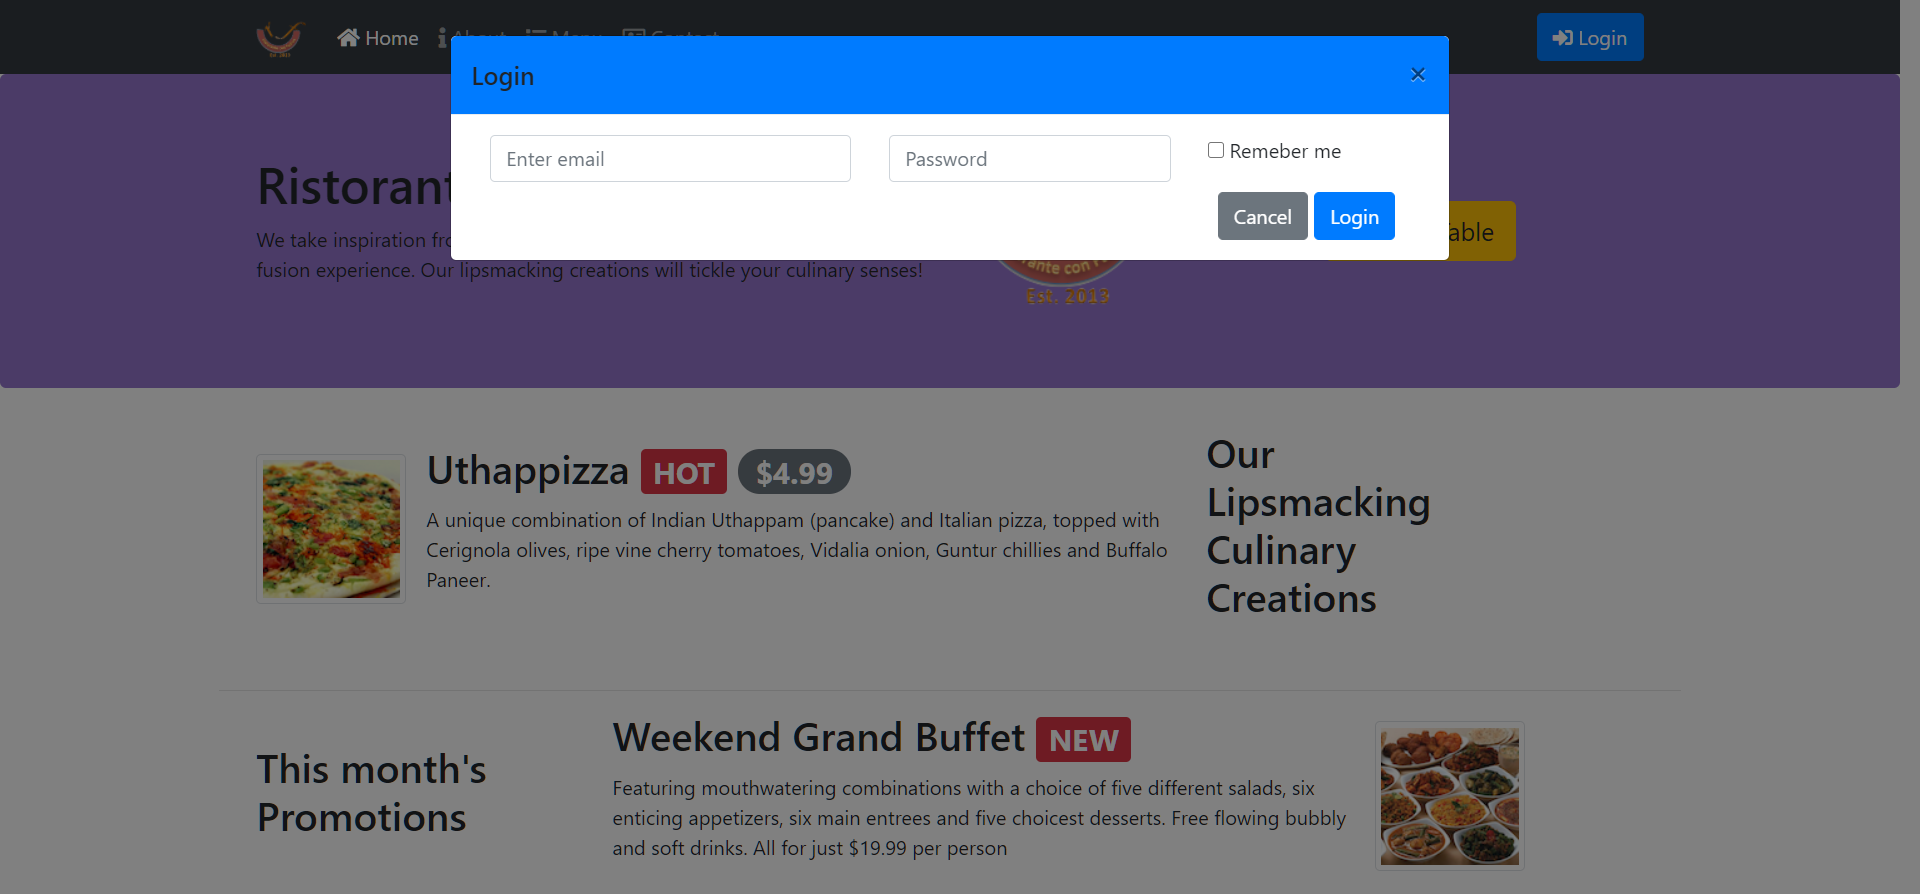 Home About Menu Contact Login
Login ×
Enter email Password Remeber me
Cancel Login
Ristorant
We take inspiration
able
fusion experience. Our lipsmacking creations will tickle your culinary senses!
Est. 2013
Uthappizza HOT $4.99
A unique combination of Indian Uthappam (pancake) and Italian pizza, topped with
Cerignola olives, ripe vine cherry tomatoes, Vidalia onion, Guntur chillies and Buffalo
Paneer.
Our
Lipsmacking
Culinary
Creations
This month's
Promotions
Weekend Grand Buffet NEW
Featuring mouthwatering combinations with a choice of five different salads, six
enticing appetizers, six main entrees and five choicest desserts. Free flowing bubbly
and soft drinks. All for just $19.99 per person